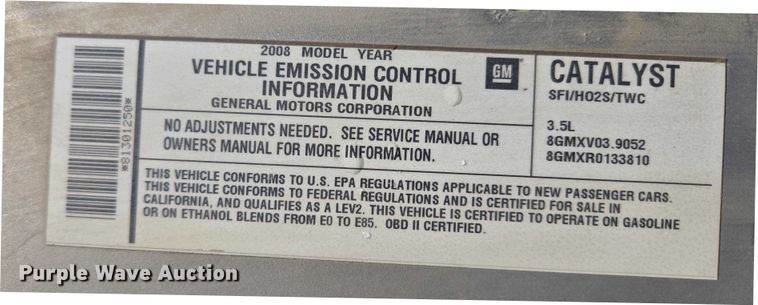 2008 MODEL YEAR
VEHICLE EMISSION CONTROL
INFORMATION
GENERAL MOTORS CORPORATION
GM
CATALYST
SFI/HO2S/TWC
3.5L
8GMXV03.9052
8GMXR0133810
NO ADJUSTMENTS NEEDED. SEE SERVICE MANUAL OR
OWNERS MANUAL FOR MORE INFORMATION.
THIS VEHICLE CONFORMS TO U.S. EPA REGULATIONS APPLICABLE TO NEW PASSENGER CARS.
THIS VEHICLE CONFORMS TO FEDERAL REGULATIONS AND IS CERTIFIED FOR SALE IN
CALIFORNIA, AND QUALIFIES AS A LEV2. THIS VEHICLE IS CERTIFIED TO OPERATE ON GASOLINE
OR ON ETHANOL BLENDS FROM E0 TO E85. OBD II CERTIFIED.
*81301250*
Purple Wave Auction